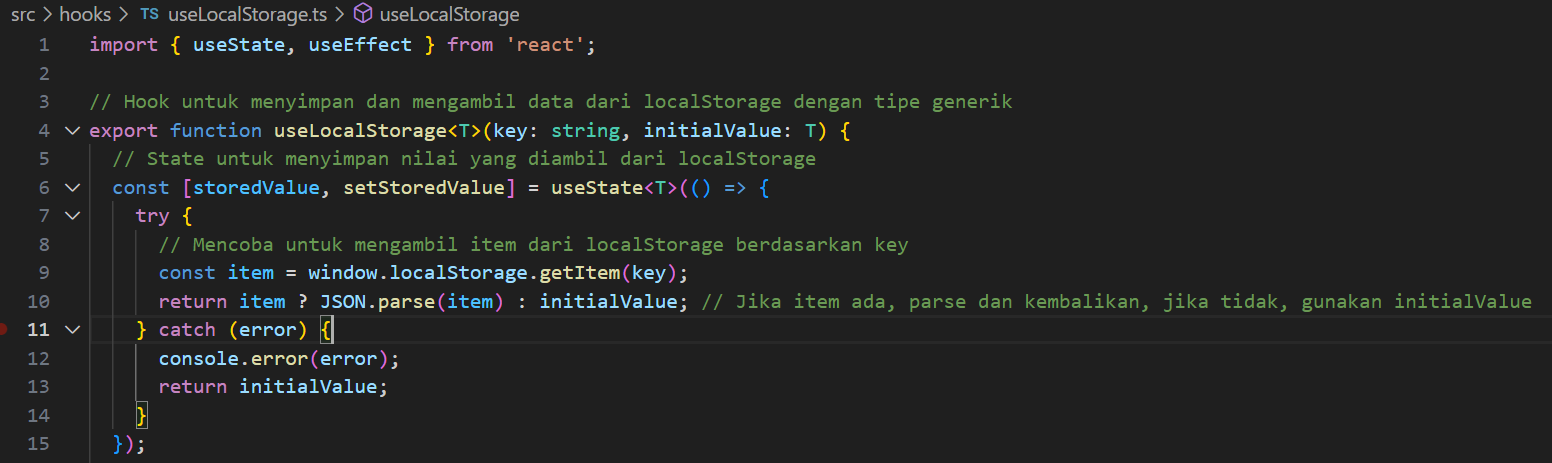 src > hooks > TS useLocalStorage.ts > useLocalStorage
1 import { useState, useEffect } from 'react';
2
3 // Hook untuk menyimpan dan mengambil data dari localStorage dengan tipe generik
4 export function useLocalStorage<T>(key: string, initialValue: T) {
5 // State untuk menyimpan nilai yang diambil dari localStorage
6 const [storedValue, setStoredValue] = useState<T>(() => {
7 try {
8 // Mencoba untuk mengambil item dari localStorage berdasarkan key
9 const item = window.localStorage.getItem(key);
10 return item ? JSON.parse(item) : initialValue; // Jika item ada, parse dan kembalikan, jika tidak, gunakan initialValue
11 } catch (error) {
12 console.error(error);
13 return initialValue;
14 }
15 });